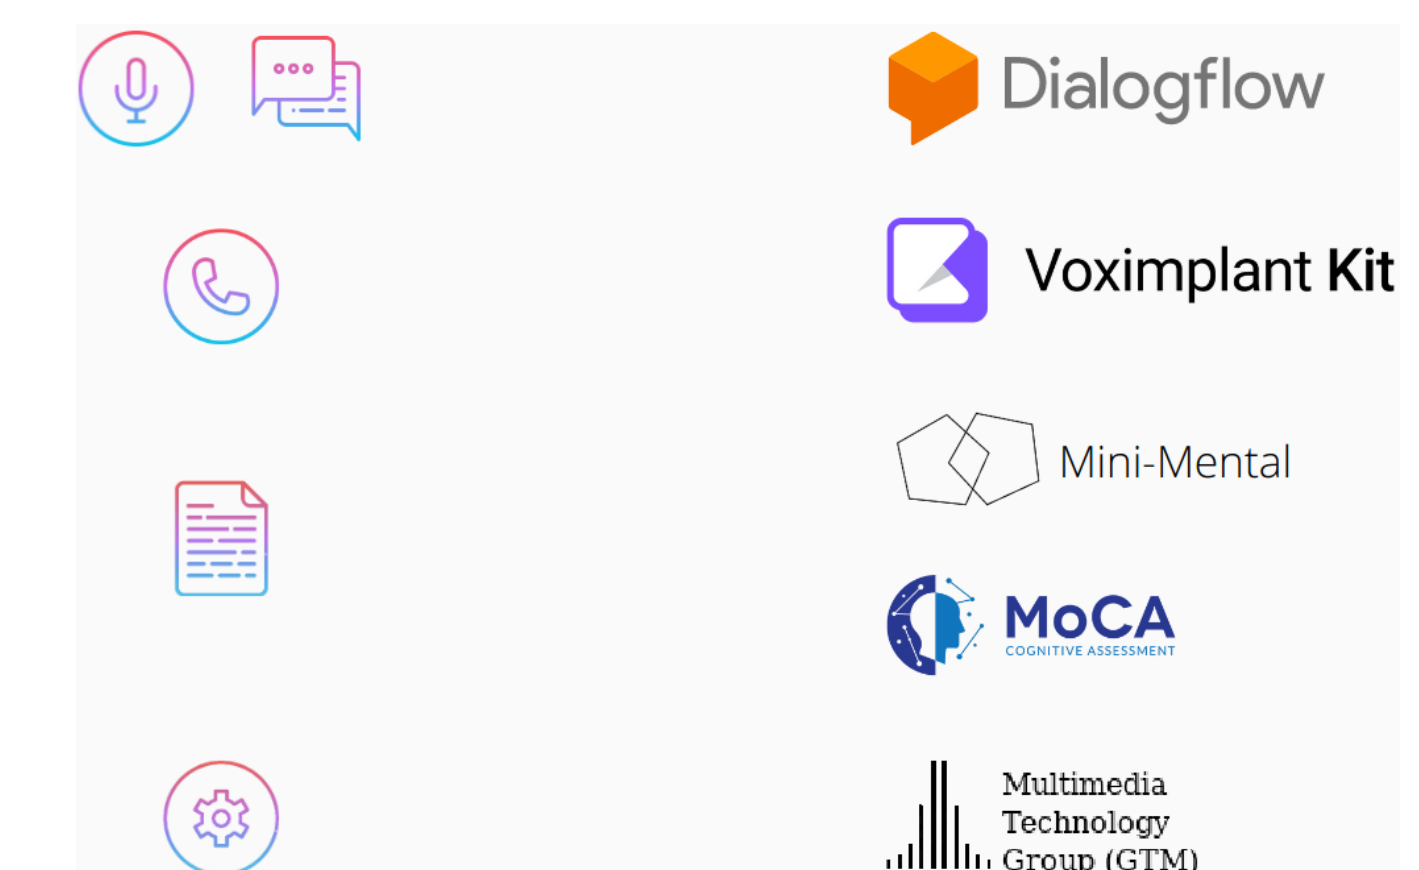 Dialogflow
Voximplant Kit
Mini-Mental
MoCA
COGNITIVE ASSESSMENT
Multimedia
Technology
Group (GTM)